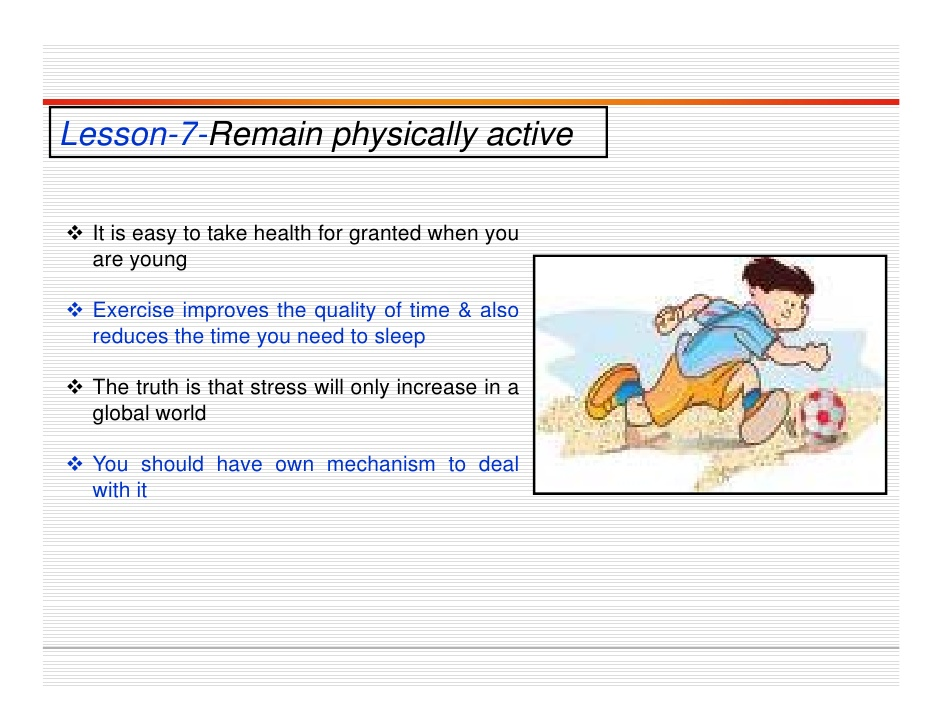 Lesson-7-Remain physically active
❖ It is easy to take health for granted when you
are young
❖ Exercise improves the quality of time & also
reduces the time you need to sleep
❖ The truth is that stress will only increase in a
global world
❖ You should have own mechanism to deal
with it